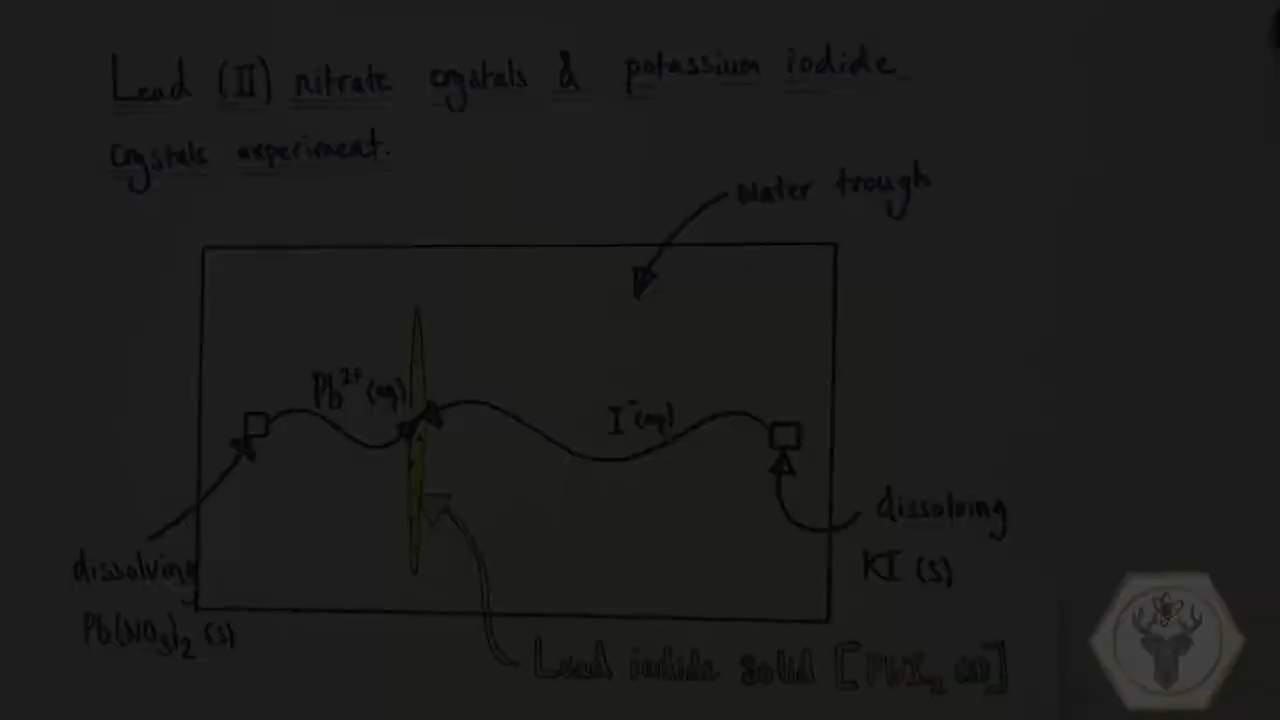 Lead (II) nitrate crystals & potassium iodide
crystals experiment.
water trough
Pb²⁺(aq)
I⁻(aq)
dissolving
KI (s)
dissolving
Pb(NO₃)₂ (s)
Lead iodide solid [PbI₂ (s)]